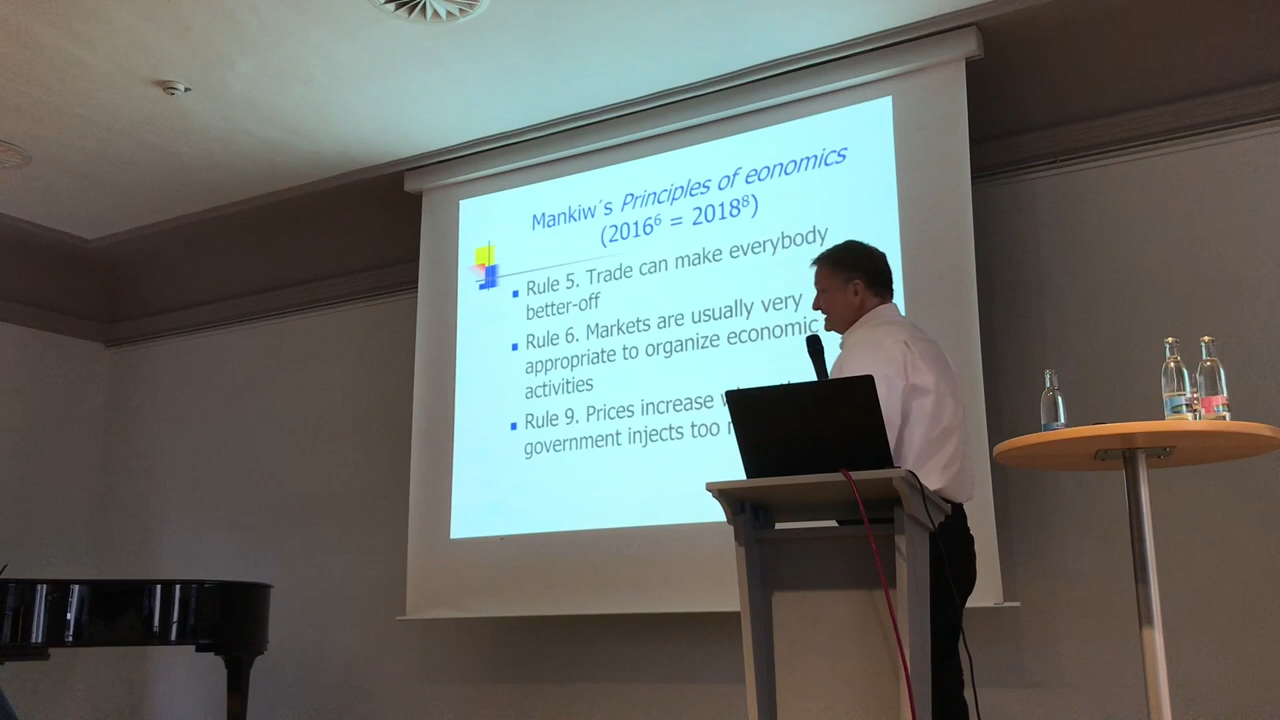 Mankiw´s Principles of eonomics
(2016⁶ = 2018⁸)
Rule 5. Trade can make everybody
better-off
Rule 6. Markets are usually very
appropriate to organize economic
activities
Rule 9. Prices increase
government injects too